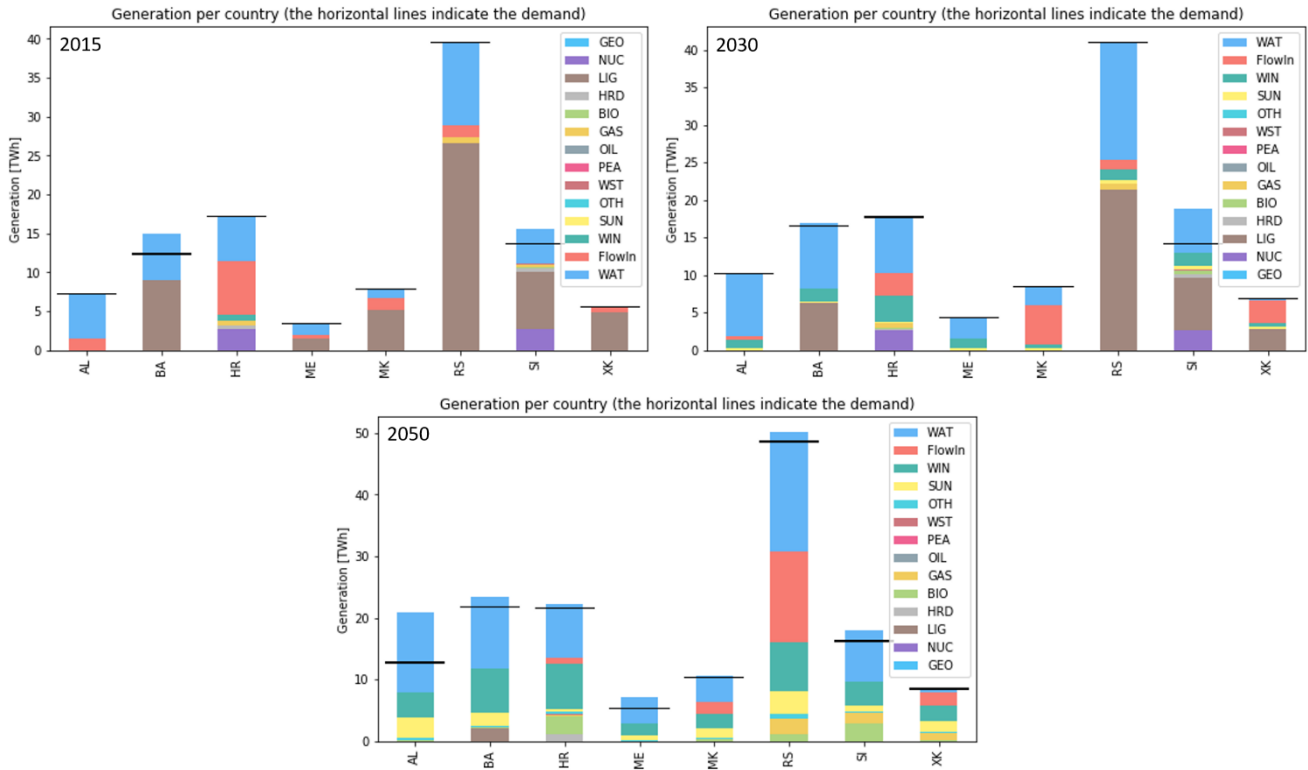 Generation per country (the horizontal lines indicate the demand)
2015
Generation [TWh]
40
35
30
25
20
15
10
5
0
AL
BA
HR
ME
MK
RS
SI
XK
GEO
NUC
LIG
HRD
BIO
GAS
OIL
PEA
WST
OTH
SUN
WIN
FlowIn
WAT
Generation per country (the horizontal lines indicate the demand)
2030
Generation [TWh]
40
35
30
25
20
15
10
5
0
AL
BA
HR
ME
MK
RS
SI
XK
WAT
FlowIn
WIN
SUN
OTH
WST
PEA
OIL
GAS
BIO
HRD
LIG
NUC
GEO
Generation per country (the horizontal lines indicate the demand)
2050
Generation [TWh]
50
40
30
20
10
0
AL
BA
HR
ME
MK
RS
SI
XK
WAT
FlowIn
WIN
SUN
OTH
WST
PEA
OIL
GAS
BIO
HRD
LIG
NUC
GEO